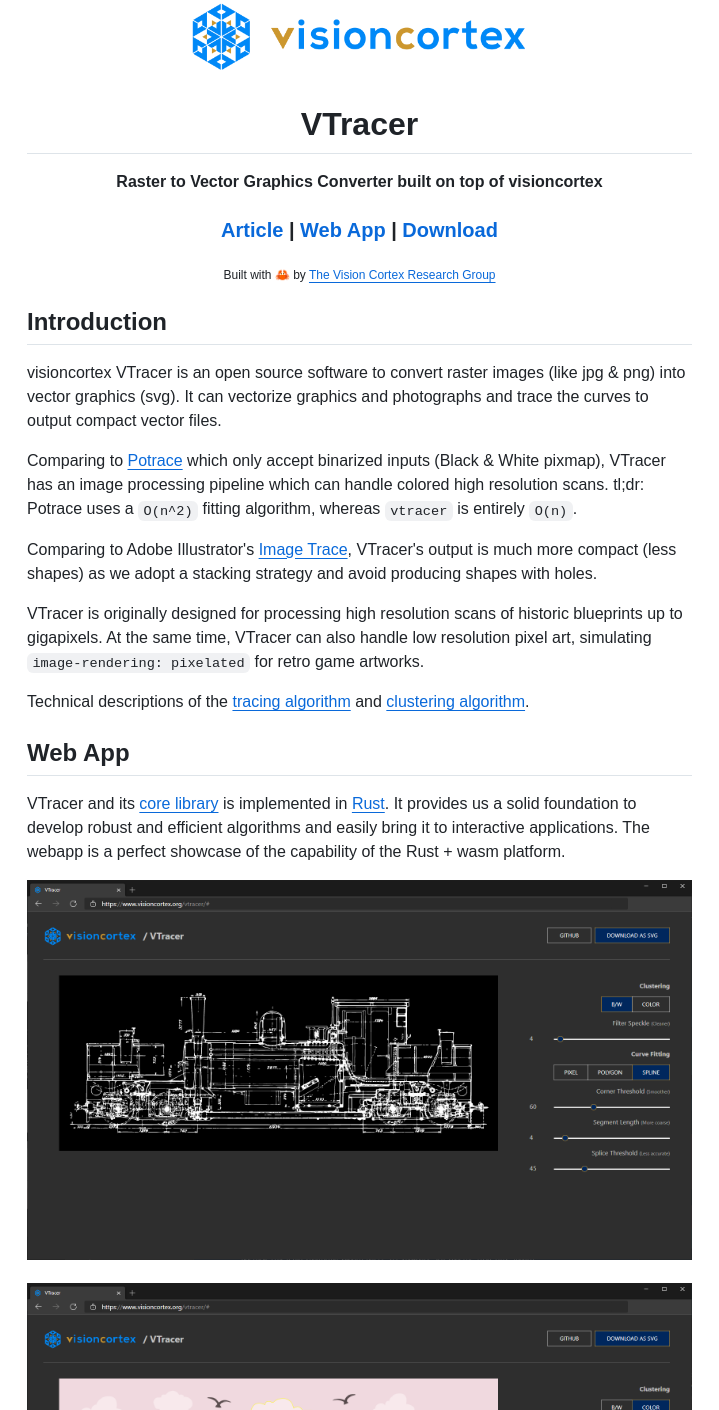 visioncortex
VTracer
Raster to Vector Graphics Converter built on top of visioncortex
Article | Web App | Download
Built with 🦀 by The Vision Cortex Research Group
Introduction
visioncortex VTracer is an open source software to convert raster images (like jpg & png) into
vector graphics (svg). It can vectorize graphics and photographs and trace the curves to
output compact vector files.
Comparing to Potrace which only accept binarized inputs (Black & White pixmap), VTracer
has an image processing pipeline which can handle colored high resolution scans. tl;dr:
Potrace uses a O(n^2) fitting algorithm, whereas vtracer is entirely O(n).
Comparing to Adobe Illustrator's Image Trace, VTracer's output is much more compact (less
shapes) as we adopt a stacking strategy and avoid producing shapes with holes.
VTracer is originally designed for processing high resolution scans of historic blueprints up to
gigapixels. At the same time, VTracer can also handle low resolution pixel art, simulating
image-rendering: pixelated for retro game artworks.
Technical descriptions of the tracing algorithm and clustering algorithm.
Web App
VTracer and its core library is implemented in Rust. It provides us a solid foundation to
develop robust and efficient algorithms and easily bring it to interactive applications. The
webapp is a perfect showcase of the capability of the Rust + wasm platform.
VTracer
https://www.visioncortex.org/vtracer/#
visioncortex / VTracer
GITHUB DOWNLOAD AS SVG
Clustering
B/W COLOR
Filter Speckle (Cleaner)
4
Curve Fitting
PIXEL POLYGON SPLINE
Corner Threshold (Smoother)
60
Segment Length (More coarse)
4
Splice Threshold (Less accurate)
45
VTracer
https://www.visioncortex.org/vtracer/#
visioncortex / VTracer
GITHUB DOWNLOAD AS SVG
Clustering
B/W COLOR